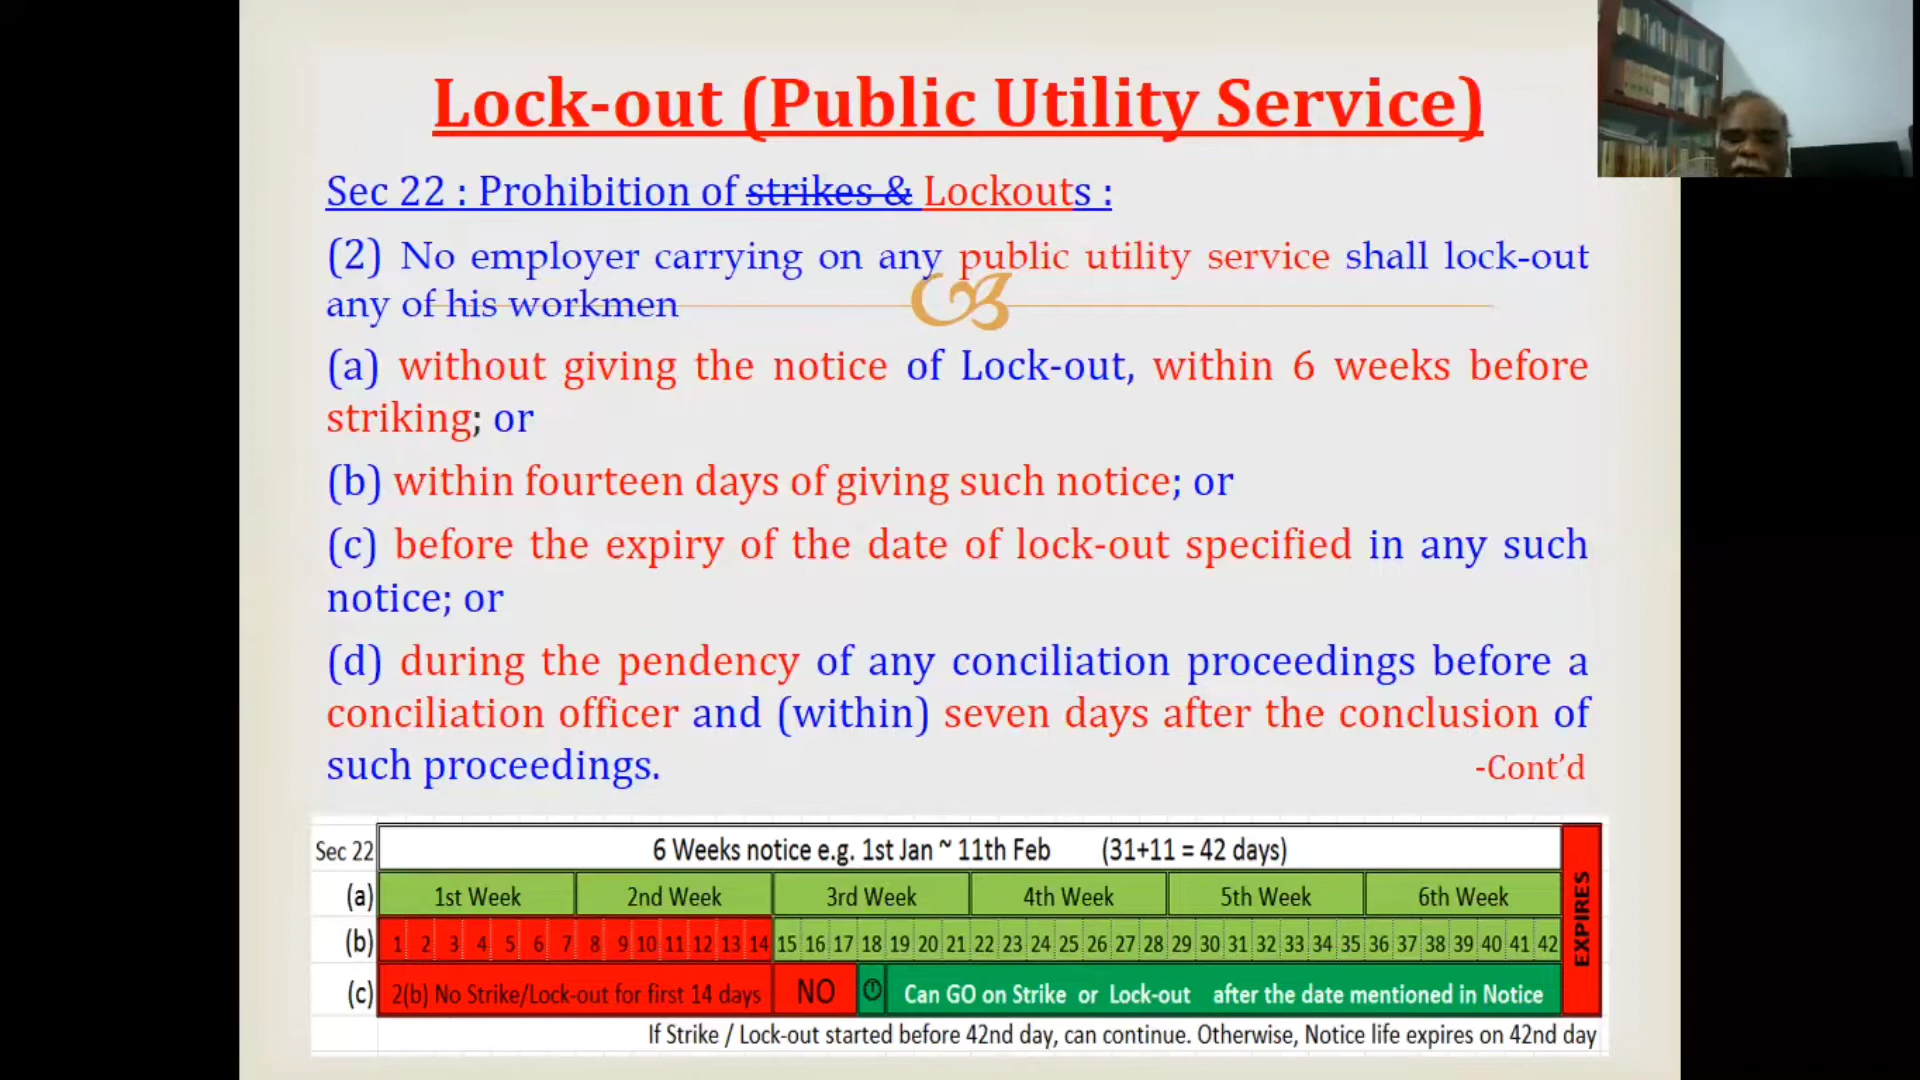 Lock-out (Public Utility Service)
Sec 22 : Prohibition of strikes & Lockouts :
(2) No employer carrying on any public utility service shall lock-out
any of his workmen
(a) without giving the notice of Lock-out, within 6 weeks before
striking; or
(b) within fourteen days of giving such notice; or
(c) before the expiry of the date of lock-out specified in any such
notice; or
(d) during the pendency of any conciliation proceedings before a
conciliation officer and (within) seven days after the conclusion of
such proceedings.
-Cont’d
Sec 22 6 Weeks notice e.g. 1st Jan ~ 11th Feb (31+11 = 42 days)
(a) 1st Week 2nd Week 3rd Week 4th Week 5th Week 6th Week
(b) 1 2 3 4 5 6 7 8 9 10 11 12 13 14 15 16 17 18 19 20 21 22 23 24 25 26 27 28 29 30 31 32 33 34 35 36 37 38 39 40 41 42
(c) 2(b) No Strike/Lock-out for first 14 days NO Can GO on Strike or Lock-out after the date mentioned in Notice
EXPIRES
If Strike / Lock-out started before 42nd day, can continue. Otherwise, Notice life expires on 42nd day